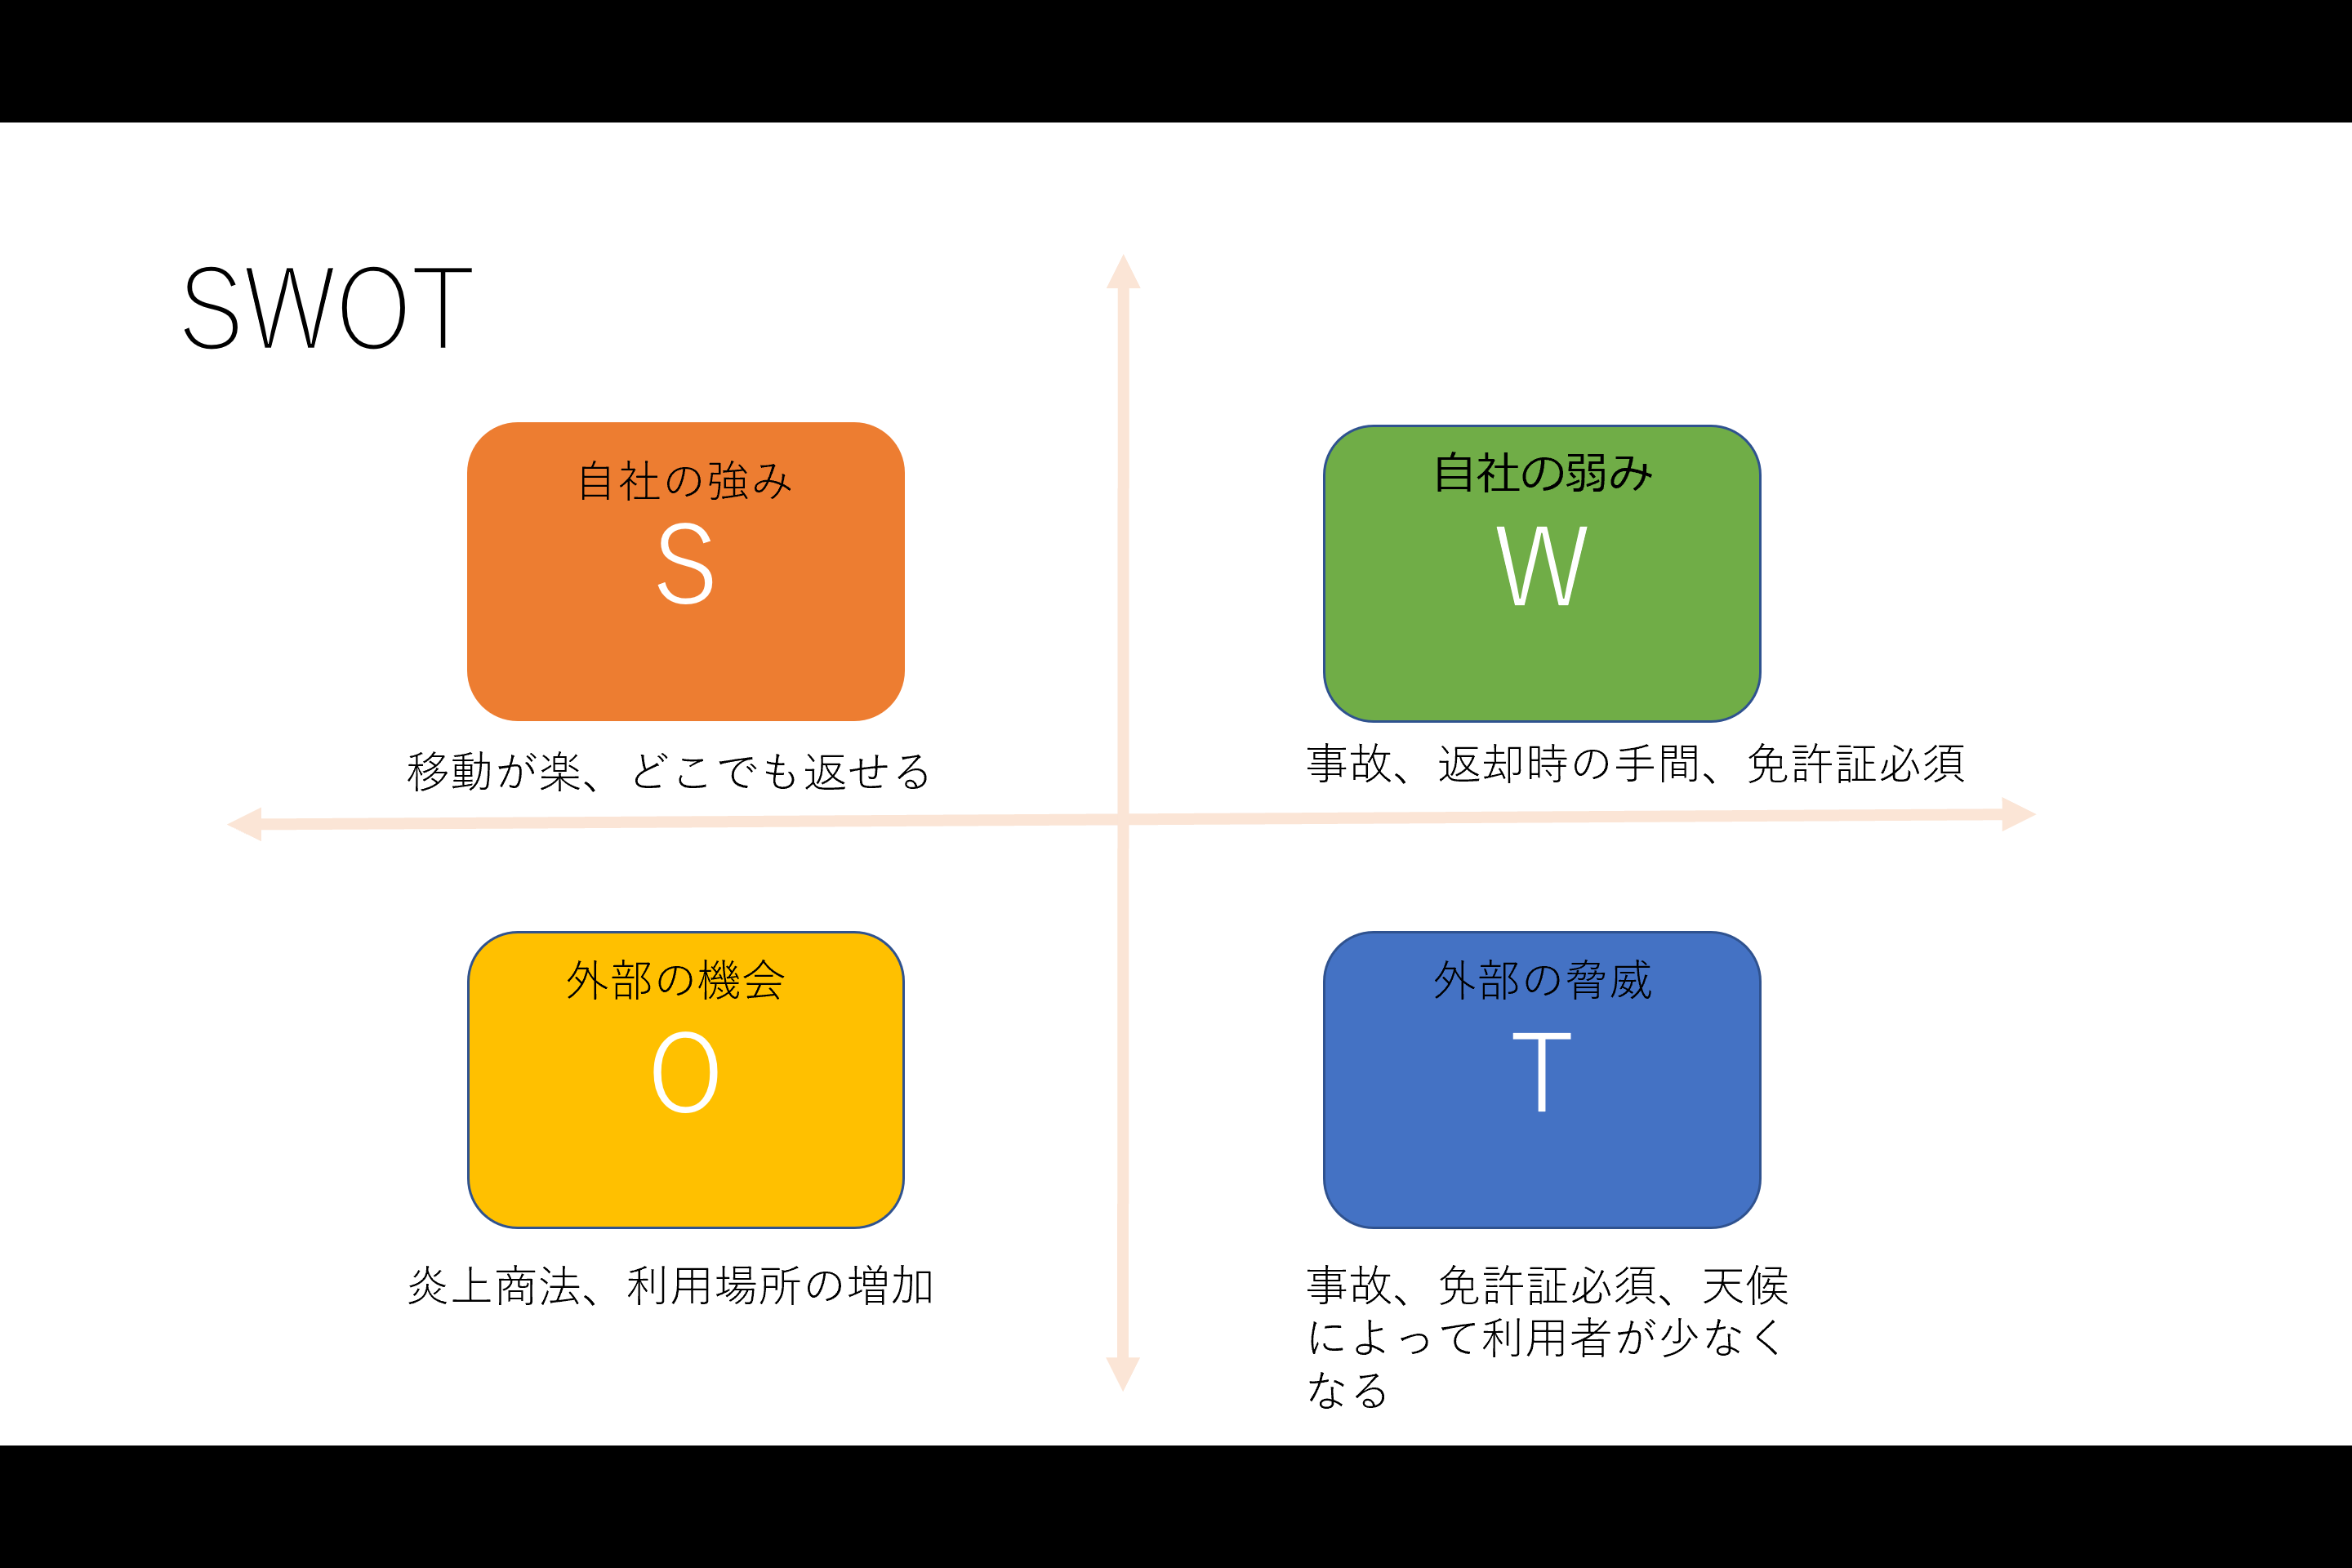 SWOT
自社の強み
S
移動が楽、どこでも返せる
自社の弱み
W
事故、返却時の手間、免許証必須
外部の機会
O
炎上商法、利用場所の増加
外部の脅威
T
事故、免許証必須、天候
によって利用者が少なく
なる